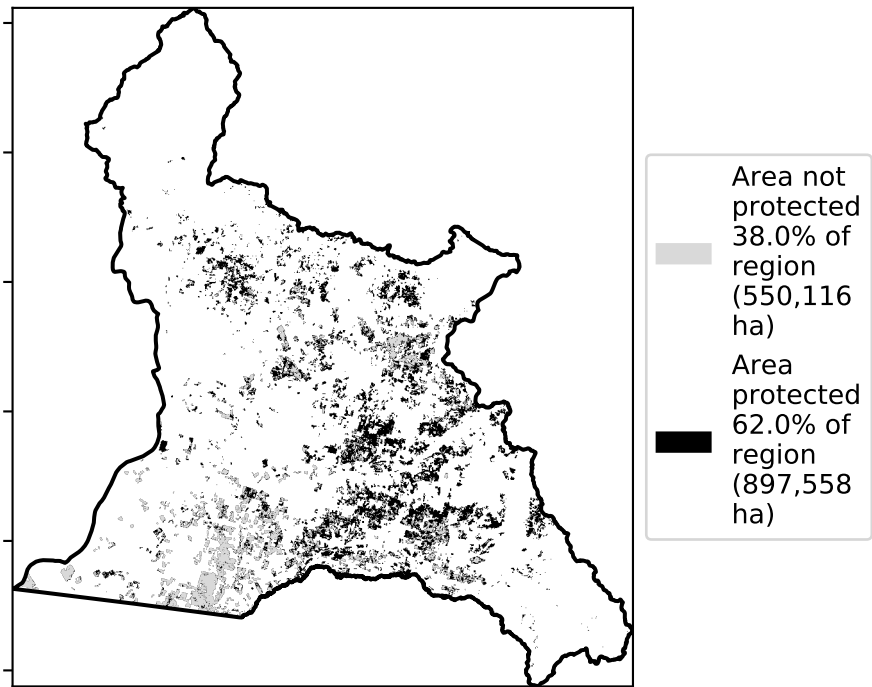 Area not
protected
38.0% of
region
(550,116
ha)
Area
protected
62.0% of
region
(897,558
ha)